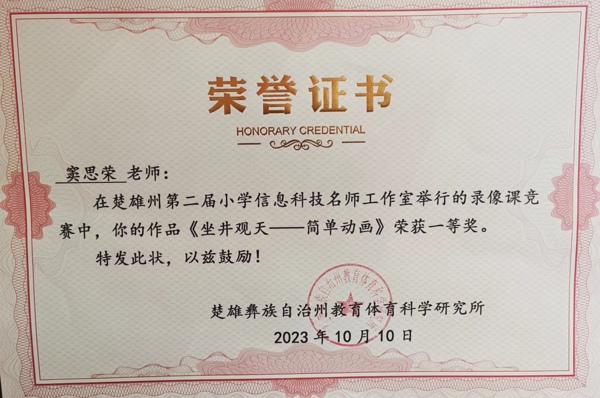 荣誉证书
HONORARY CREDENTIAL
窦思荣 老师：
在楚雄州第二届小学信息科技名师工作室举行的录像课竞
赛中，你的作品《坐井观天——简单动画》荣获一等奖。
特发此状，以兹鼓励！
楚雄彝族自治州教育体育科学研究所
2023 年 10 月 10 日